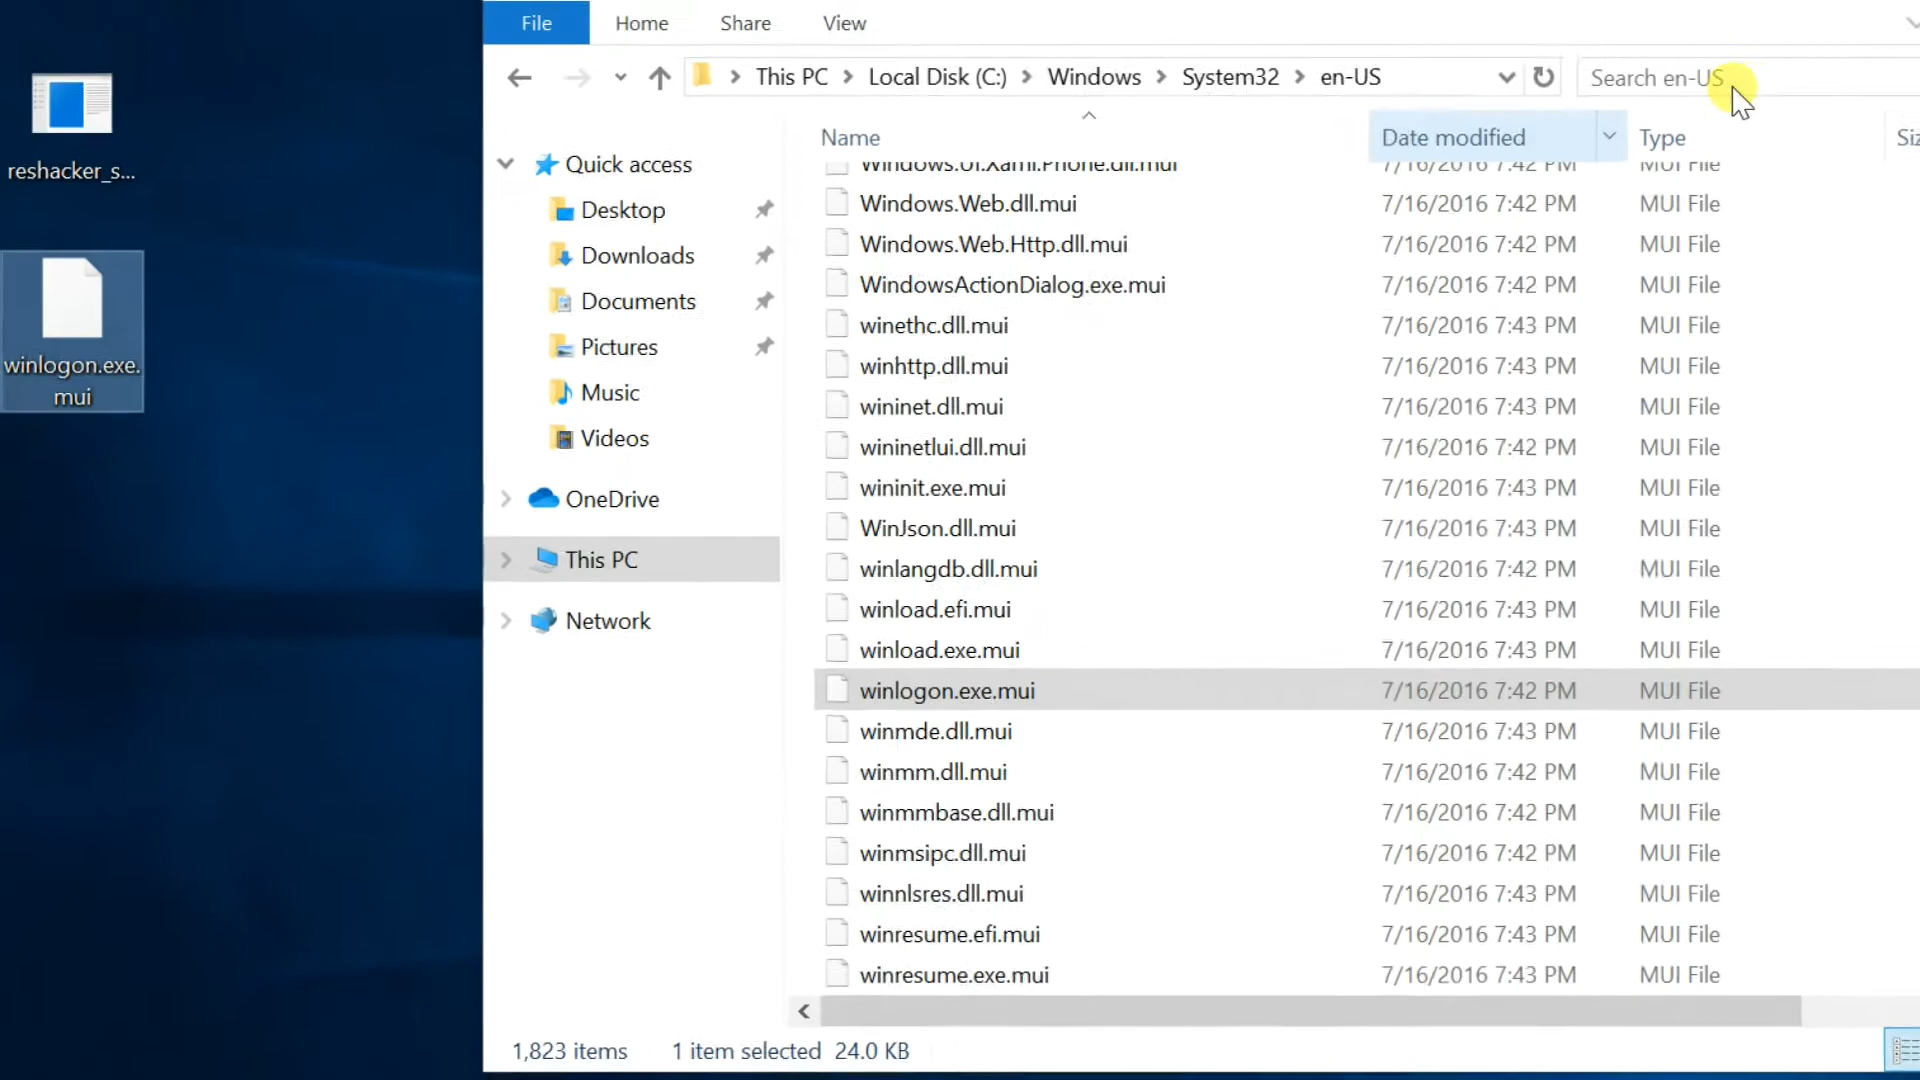 File Home Share View
This PC Local Disk (C:) Windows System32 en-US Search en-US
reshacker_s...
winlogon.exe.
mui
Quick access
Desktop
Downloads
Documents
Pictures
Music
Videos
OneDrive
This PC
Network
Name Date modified Type
Windows.UI.Xaml.Phone.dll.mui 7/16/2016 7:42 PM MUI File
Windows.Web.dll.mui 7/16/2016 7:42 PM MUI File
Windows.Web.Http.dll.mui 7/16/2016 7:42 PM MUI File
WindowsActionDialog.exe.mui 7/16/2016 7:42 PM MUI File
winethc.dll.mui 7/16/2016 7:43 PM MUI File
winhttp.dll.mui 7/16/2016 7:42 PM MUI File
wininet.dll.mui 7/16/2016 7:43 PM MUI File
wininetlui.dll.mui 7/16/2016 7:42 PM MUI File
wininit.exe.mui 7/16/2016 7:43 PM MUI File
WinJson.dll.mui 7/16/2016 7:43 PM MUI File
winlangdb.dll.mui 7/16/2016 7:42 PM MUI File
winload.efi.mui 7/16/2016 7:43 PM MUI File
winload.exe.mui 7/16/2016 7:43 PM MUI File
winlogon.exe.mui 7/16/2016 7:42 PM MUI File
winmde.dll.mui 7/16/2016 7:43 PM MUI File
winmm.dll.mui 7/16/2016 7:42 PM MUI File
winmmbase.dll.mui 7/16/2016 7:42 PM MUI File
winmsipc.dll.mui 7/16/2016 7:42 PM MUI File
winnlsres.dll.mui 7/16/2016 7:43 PM MUI File
winresume.efi.mui 7/16/2016 7:43 PM MUI File
winresume.exe.mui 7/16/2016 7:43 PM MUI File
1,823 items 1 item selected 24.0 KB